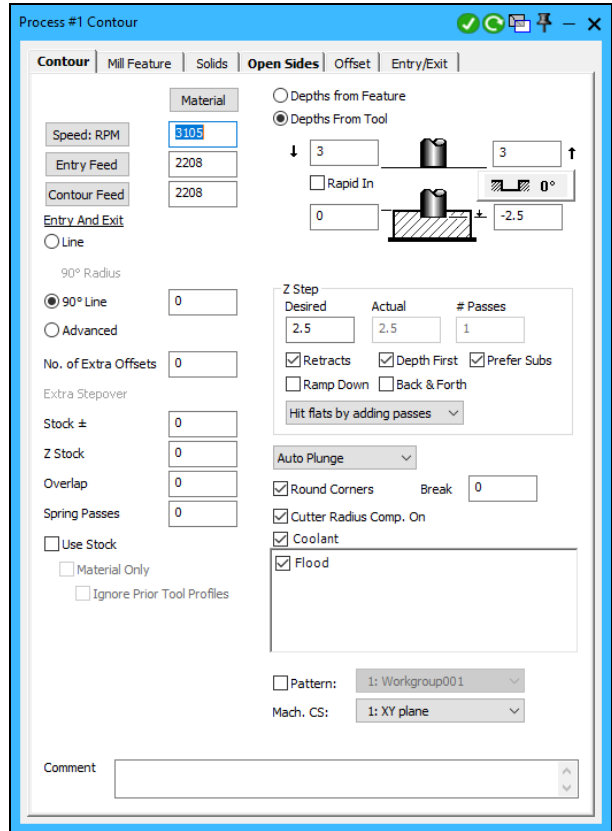 Process #1 Contour
Contour Mill Feature Solids Open Sides Offset Entry/Exit
Material
Depths from Feature
Depths From Tool
Speed: RPM 3105
3 3
Entry Feed 2208
Rapid In
0°
Contour Feed 2208
0 -2.5
Entry And Exit
Line
90° Radius
90° Line 0
Advanced
No. of Extra Offsets 0
Extra Stepover
Stock ± 0
Z Stock 0
Overlap 0
Spring Passes 0
Use Stock
Material Only
Ignore Prior Tool Profiles
Z Step
Desired Actual # Passes
2.5 2.5 1
Retracts Depth First Prefer Subs
Ramp Down Back & Forth
Hit flats by adding passes
Auto Plunge
Round Corners Break 0
Cutter Radius Comp. On
Coolant
Flood
Pattern: 1: Workgroup001
Mach. CS: 1: XY plane
Comment